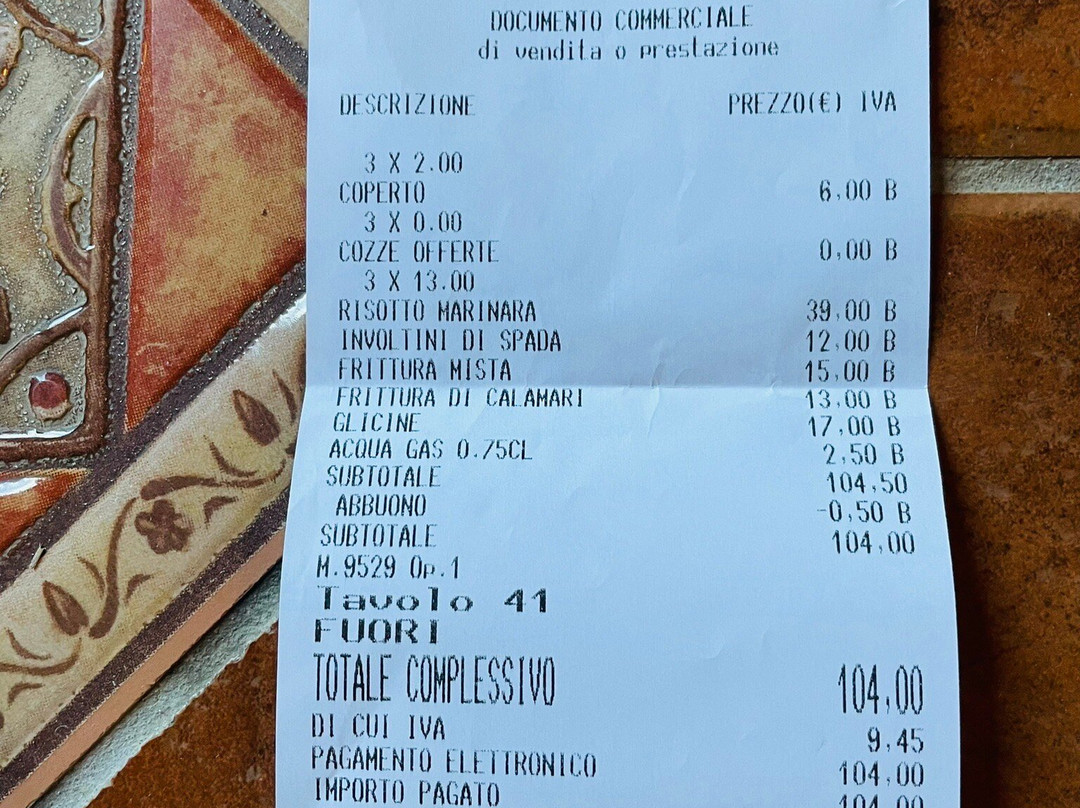 DOCUMENTO COMMERCIALE
di vendita o prestazione
DESCRIZIONE PREZZO(€) IVA
3 X 2.00
COPERTO 6,00 B
3 X 0.00
COZZE OFFERTE 0,00 B
3 X 13.00
RISOTTO MARINARA 39,00 B
INVOLTINI DI SPADA 12,00 B
FRITTURA MISTA 15,00 B
FRITTURA DI CALAMARI 13,00 B
GLICINE 17,00 B
ACQUA GAS 0.75CL 2,50 B
SUBTOTALE 104,50
ABBUONO -0,50 B
SUBTOTALE 104,00
M.9529 Op.1
Tavolo 41
FUORI
TOTALE COMPLESSIVO 104,00
DI CUI IVA 9,45
PAGAMENTO ELETTRONICO 104,00
IMPORTO PAGATO 104,00